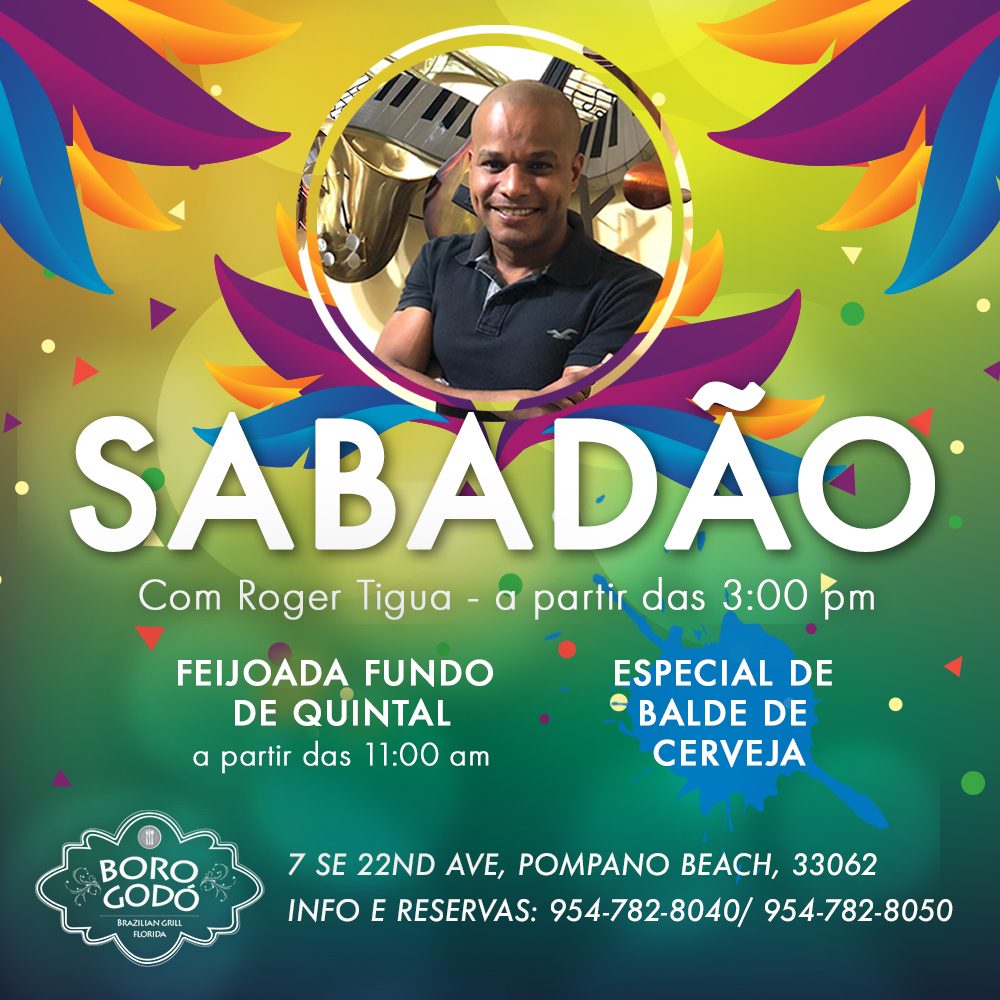 SABADÃO
Com Roger Tigua - a partir das 3:00 pm
FEIJOADA FUNDO
DE QUINTAL
a partir das 11:00 am
ESPECIAL DE
BALDE DE
CERVEJA
BORO
GODÓ
BRAZILIAN GRILL
FLORIDA
7 SE 22ND AVE, POMPANO BEACH, 33062
INFO E RESERVAS: 954-782-8040/ 954-782-8050